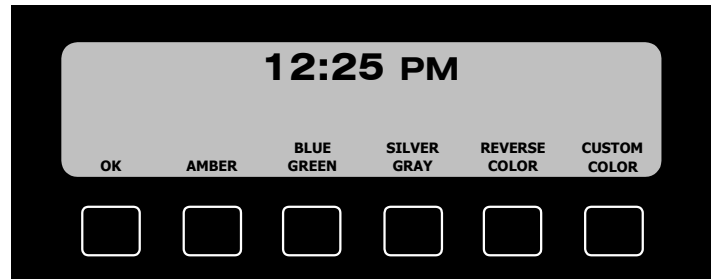 12:25 PM
OK
AMBER
BLUE
GREEN
SILVER
GRAY
REVERSE
COLOR
CUSTOM
COLOR